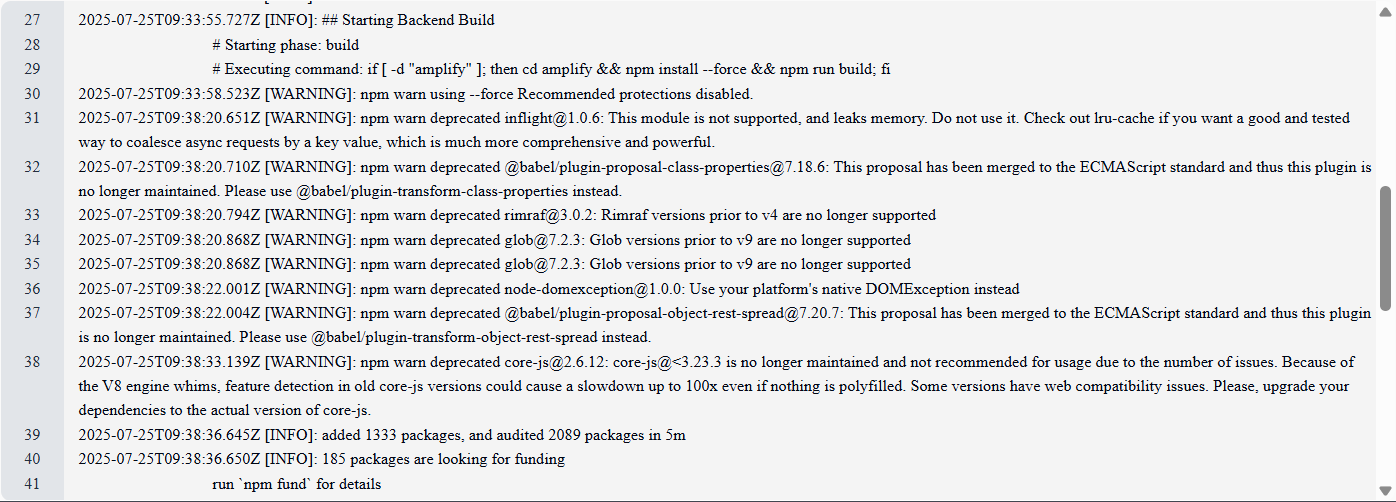 27 2025-07-25T09:33:55.727Z [INFO]: ## Starting Backend Build
28 # Starting phase: build
29 # Executing command: if [ -d "amplify" ]; then cd amplify && npm install --force && npm run build; fi
30 2025-07-25T09:33:58.523Z [WARNING]: npm warn using --force Recommended protections disabled.
31 2025-07-25T09:38:20.651Z [WARNING]: npm warn deprecated inflight@1.0.6: This module is not supported, and leaks memory. Do not use it. Check out lru-cache if you want a good and tested
way to coalesce async requests by a key value, which is much more comprehensive and powerful.
32 2025-07-25T09:38:20.710Z [WARNING]: npm warn deprecated @babel/plugin-proposal-class-properties@7.18.6: This proposal has been merged to the ECMAScript standard and thus this plugin is
no longer maintained. Please use @babel/plugin-transform-class-properties instead.
33 2025-07-25T09:38:20.794Z [WARNING]: npm warn deprecated rimraf@3.0.2: Rimraf versions prior to v4 are no longer supported
34 2025-07-25T09:38:20.868Z [WARNING]: npm warn deprecated glob@7.2.3: Glob versions prior to v9 are no longer supported
35 2025-07-25T09:38:20.868Z [WARNING]: npm warn deprecated glob@7.2.3: Glob versions prior to v9 are no longer supported
36 2025-07-25T09:38:22.001Z [WARNING]: npm warn deprecated node-domexception@1.0.0: Use your platform's native DOMException instead
37 2025-07-25T09:38:22.004Z [WARNING]: npm warn deprecated @babel/plugin-proposal-object-rest-spread@7.20.7: This proposal has been merged to the ECMAScript standard and thus this plugin
is no longer maintained. Please use @babel/plugin-transform-object-rest-spread instead.
38 2025-07-25T09:38:33.139Z [WARNING]: npm warn deprecated core-js@2.6.12: core-js@<3.23.3 is no longer maintained and not recommended for usage due to the number of issues. Because of
the V8 engine whims, feature detection in old core-js versions could cause a slowdown up to 100x even if nothing is polyfilled. Some versions have web compatibility issues. Please, upgrade your
dependencies to the actual version of core-js.
39 2025-07-25T09:38:36.645Z [INFO]: added 1333 packages, and audited 2089 packages in 5m
40 2025-07-25T09:38:36.650Z [INFO]: 185 packages are looking for funding
41 run `npm fund` for details